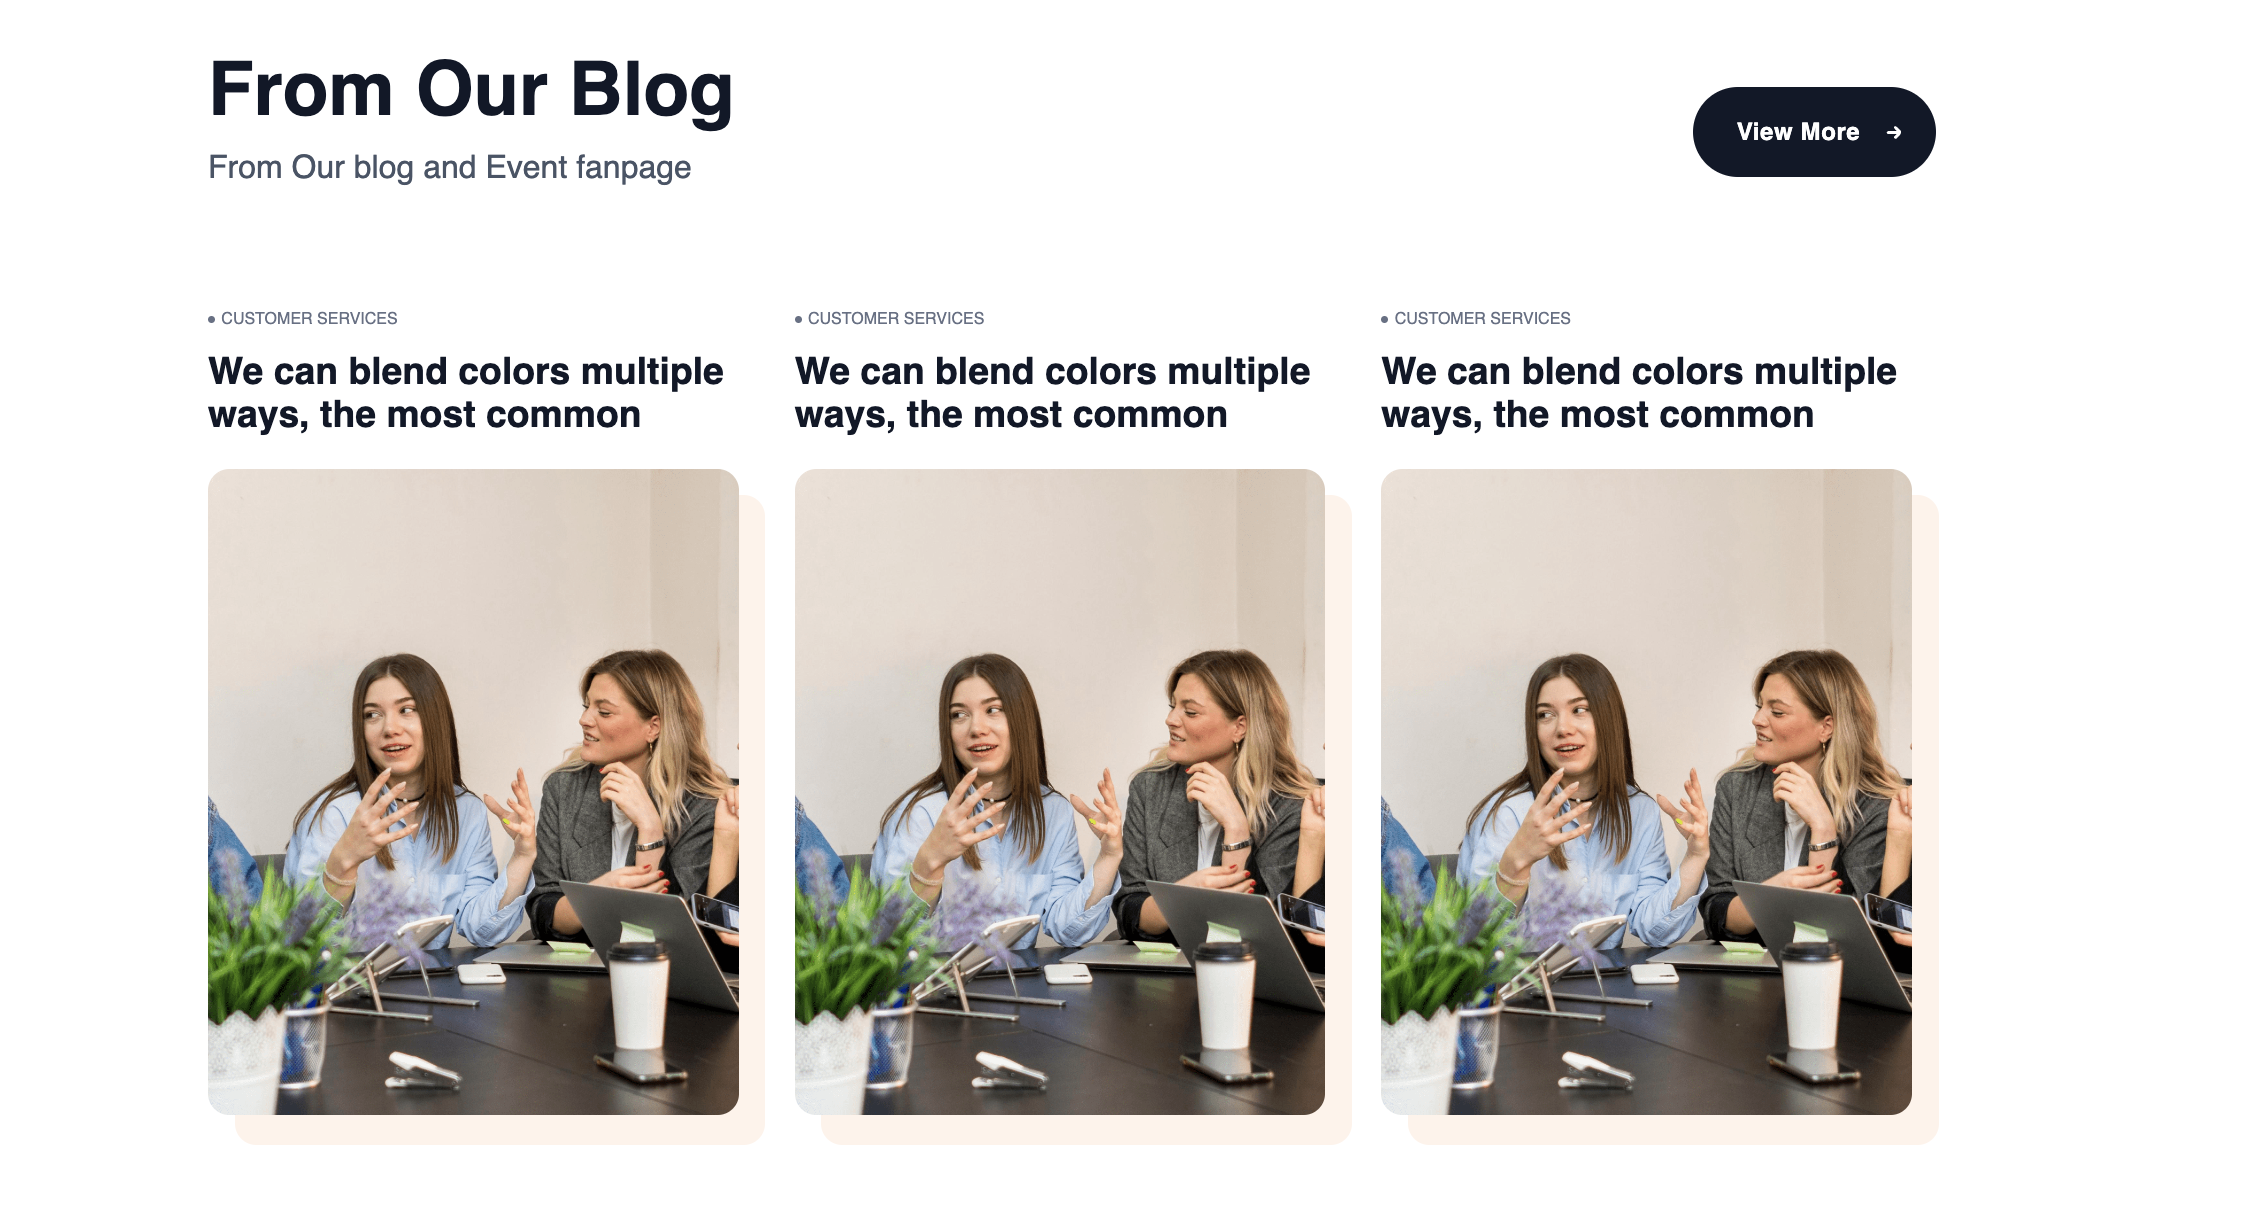 From Our Blog
From Our blog and Event fanpage
View More
CUSTOMER SERVICES
We can blend colors multiple
ways, the most common
CUSTOMER SERVICES
We can blend colors multiple
ways, the most common
CUSTOMER SERVICES
We can blend colors multiple
ways, the most common